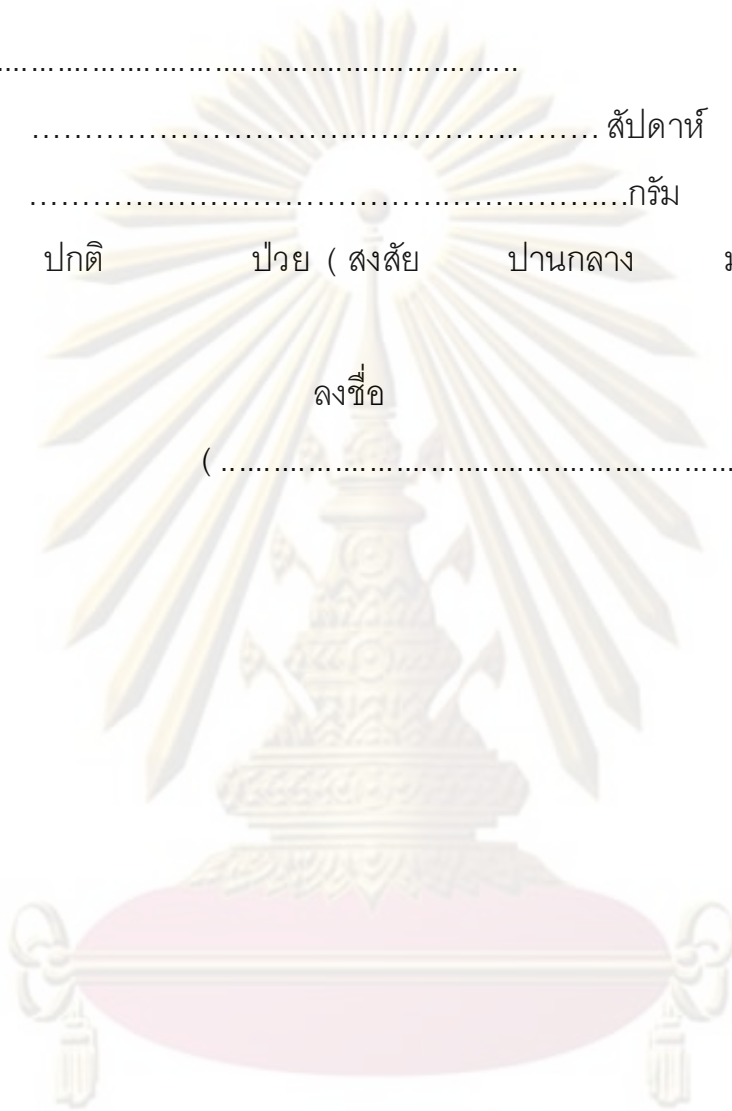 ............................................................
............................................................ สัปดาห์
............................................................กรัม
ปกติ ป่วย ( สงสัย ปานกลาง
ลงชื่อ
( ............................................................